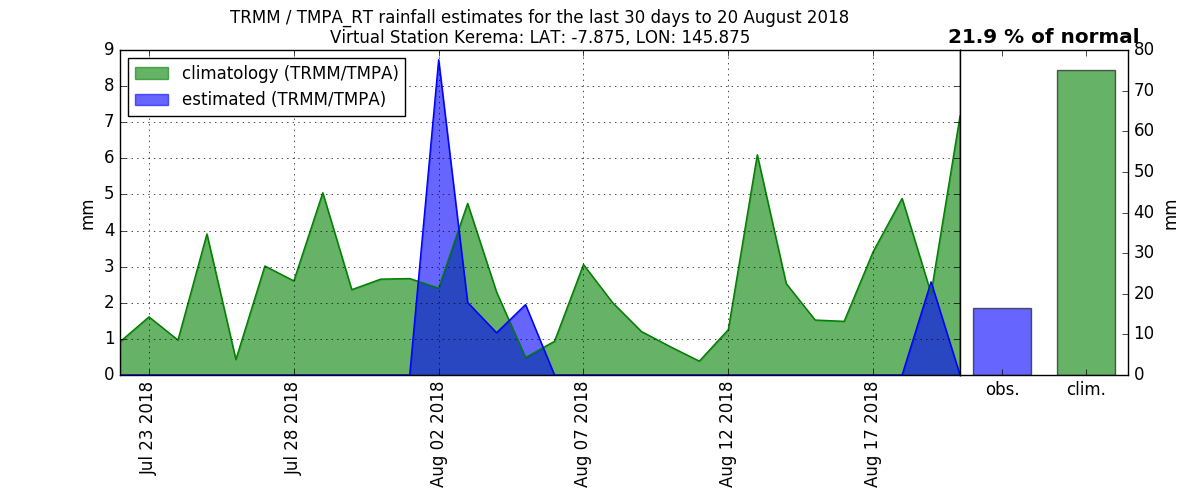 TRMM / TMPA_RT rainfall estimates for the last 30 days to 20 August 2018
Virtual Station Kerema: LAT: -7.875, LON: 145.875
21.9 % of normal
climatology (TRMM/TMPA)
estimated (TRMM/TMPA)
9
8
7
6
5
4
3
2
1
0
mm
Jul 23 2018
Jul 28 2018
Aug 02 2018
Aug 07 2018
Aug 12 2018
Aug 17 2018
80
70
60
50
40
30
20
10
0
mm
obs.
clim.